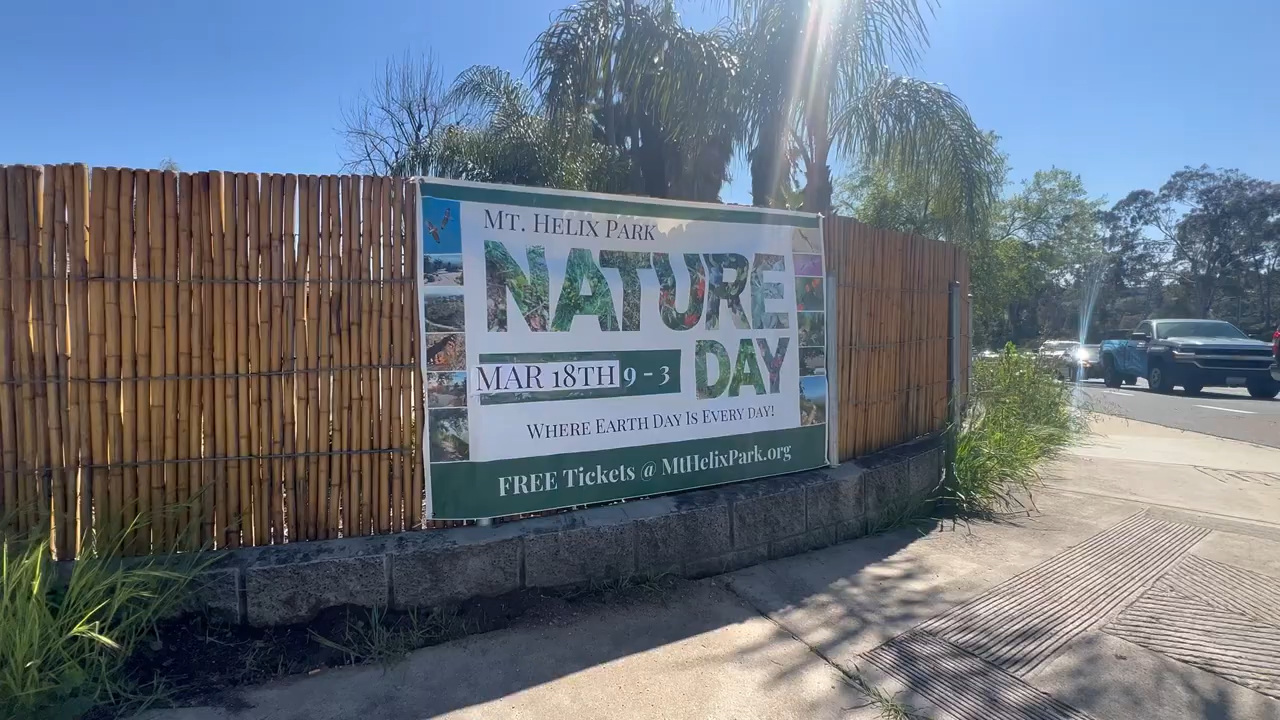 MT. HELIX PARK
NATURE
DAY
MAR 18TH 9 - 3
WHERE EARTH DAY IS EVERY DAY!
FREE Tickets @ MtHelixPark.org